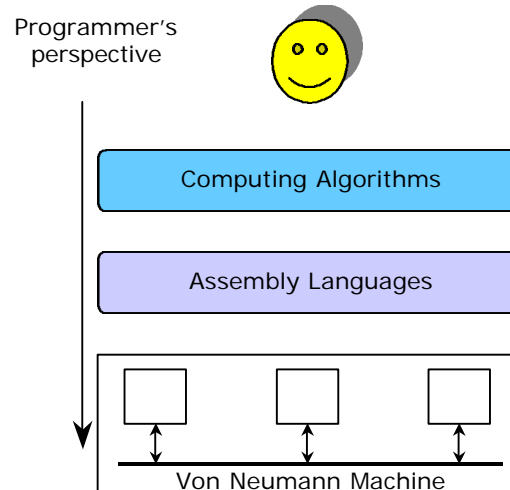 Programmer's
perspective
Computing Algorithms
Assembly Languages
Von Neumann Machine